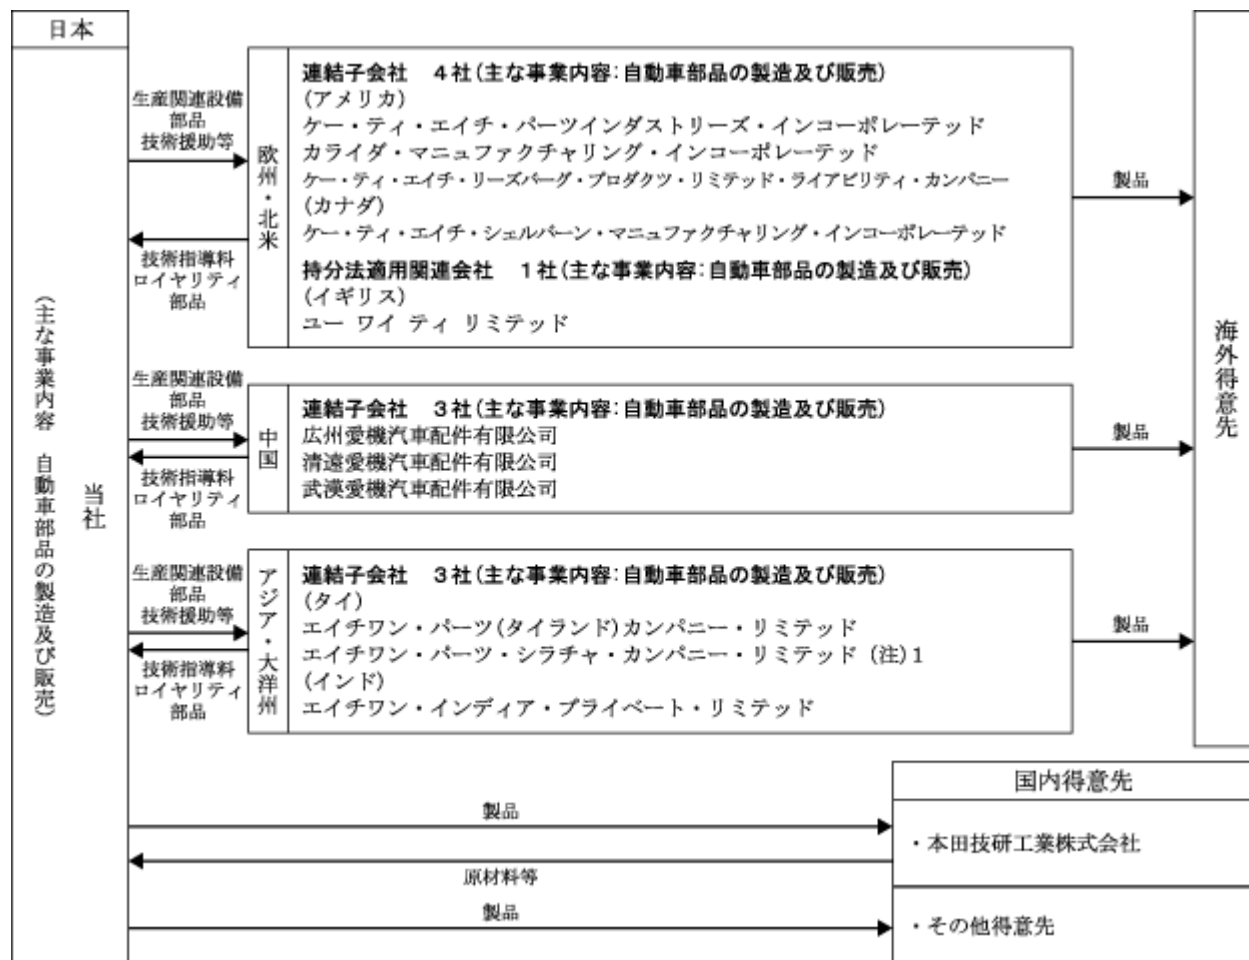 日本
(主な事業内容　自動車部品の製造及び販売)
当社
生産関連設備
部品
技術援助等
技術指導料
ロイヤリティ
部品
欧州・北米
連結子会社　４社(主な事業内容:自動車部品の製造及び販売)
(アメリカ)
ケー・ティ・エイチ・パーツインダストリーズ・インコーポレーテッド
カライダ・マニュファクチャリング・インコーポレーテッド
ケー・ティ・エイチ・リーズバーグ・プロダクツ・リミテッド・ライアビリティ・カンパニー
(カナダ)
ケー・ティ・エイチ・シェルバーン・マニュファクチャリング・インコーポレーテッド
持分法適用関連会社　１社(主な事業内容:自動車部品の製造及び販売)
(イギリス)
ユー ワイ ティ リミテッド
製品
生産関連設備
部品
技術援助等
技術指導料
ロイヤリティ
部品
中国
連結子会社　３社(主な事業内容:自動車部品の製造及び販売)
広州愛機汽車配件有限公司
清遠愛機汽車配件有限公司
武漢愛機汽車配件有限公司
製品
生産関連設備
部品
技術援助等
技術指導料
ロイヤリティ
部品
アジア・大洋州
連結子会社　３社(主な事業内容:自動車部品の製造及び販売)
(タイ)
エイチワン・パーツ(タイランド)カンパニー・リミテッド
エイチワン・パーツ・シラチャ・カンパニー・リミテッド (注)1
(インド)
エイチワン・インディア・プライベート・リミテッド
製品
海外得意先
製品
原材料等
製品
国内得意先
・本田技研工業株式会社
・その他得意先